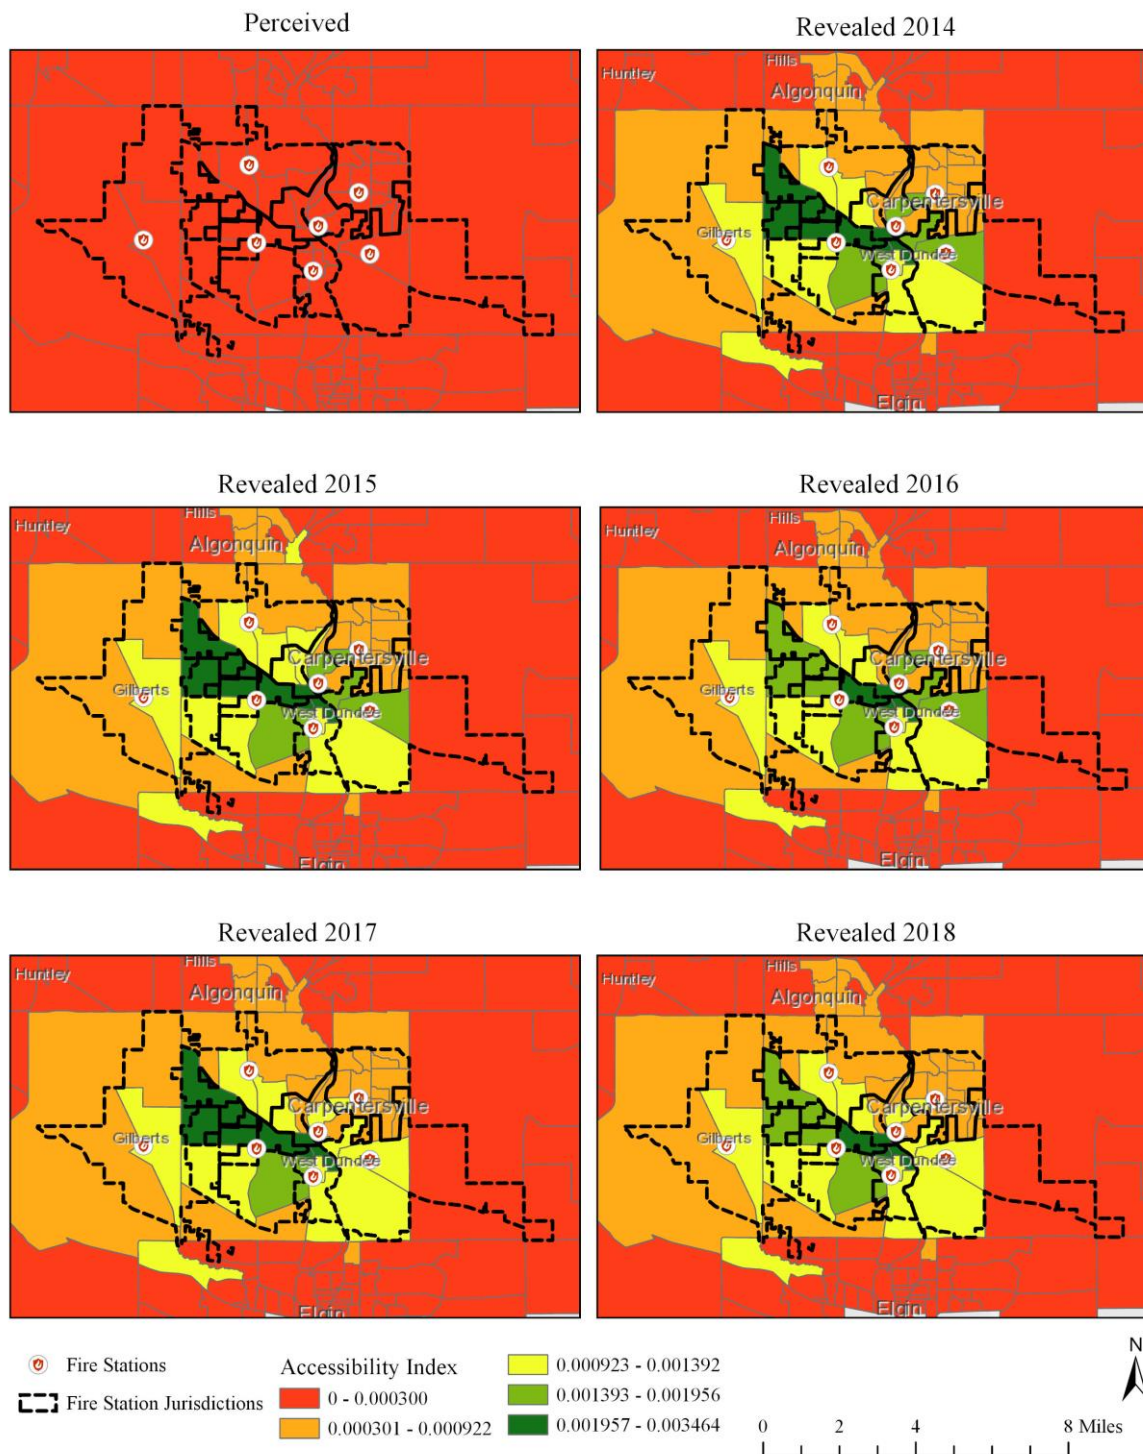 Perceived
Revealed 2014
Huntley
Hills
Algonquin
Carpentersville
Gilberts
West Dundee
Elgin
Revealed 2015
Revealed 2016
Huntley
Hills
Algonquin
Carpentersville
Gilberts
West Dundee
Elgin
Huntley
Hills
Algonquin
Carpentersville
Gilberts
West Dundee
Elgin
Revealed 2017
Revealed 2018
Huntley
Hills
Algonquin
Carpentersville
Gilberts
West Dundee
Elgin
Huntley
Hills
Algonquin
Carpentersville
Gilberts
West Dundee
Elgin
Fire Stations
Fire Station Jurisdictions
Accessibility Index
0 - 0.000300
0.000301 - 0.000922
0.000923 - 0.001392
0.001393 - 0.001956
0.001957 - 0.003464
N
0 2 4 8 Miles